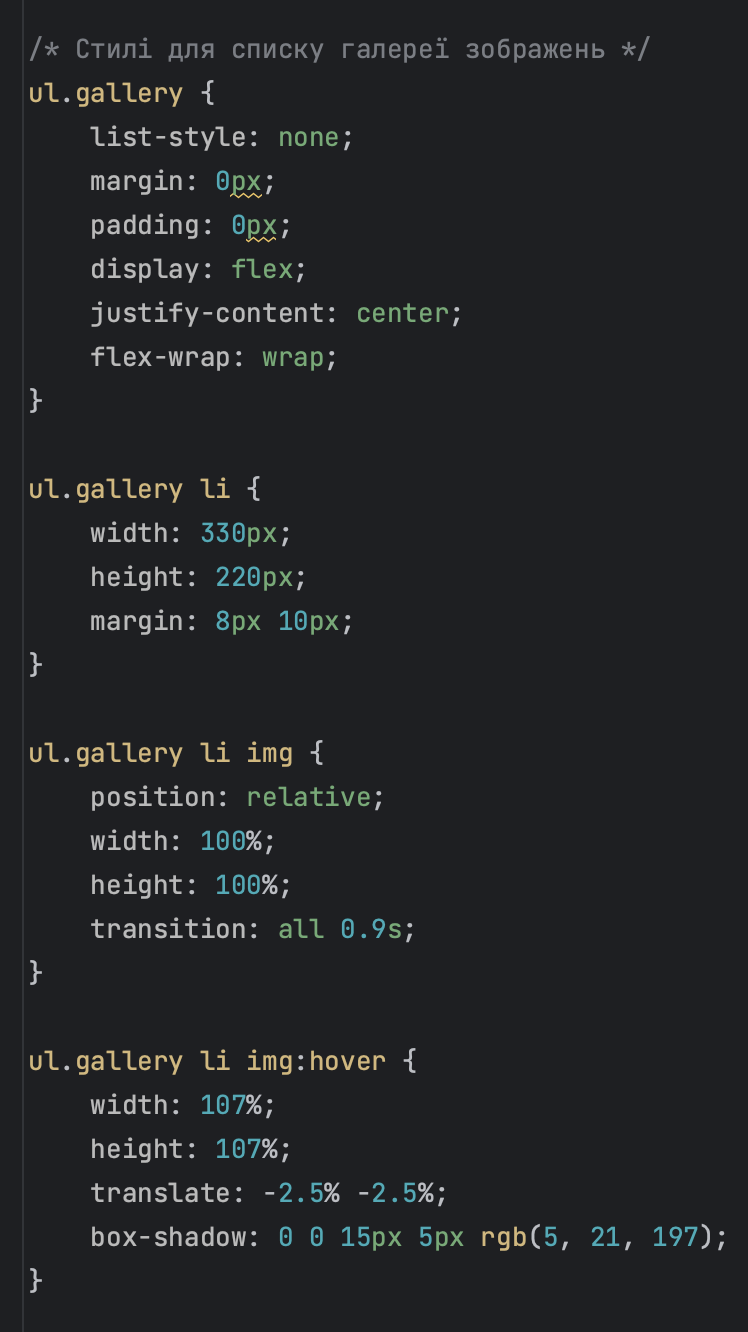 /* Стилі для списку галереї зображень */
ul.gallery {
    list-style: none;
    margin: 0px;
    padding: 0px;
    display: flex;
    justify-content: center;
    flex-wrap: wrap;
}

ul.gallery li {
    width: 330px;
    height: 220px;
    margin: 8px 10px;
}

ul.gallery li img {
    position: relative;
    width: 100%;
    height: 100%;
    transition: all 0.9s;
}

ul.gallery li img:hover {
    width: 107%;
    height: 107%;
    translate: -2.5% -2.5%;
    box-shadow: 0 0 15px 5px rgb(5, 21, 197);
}